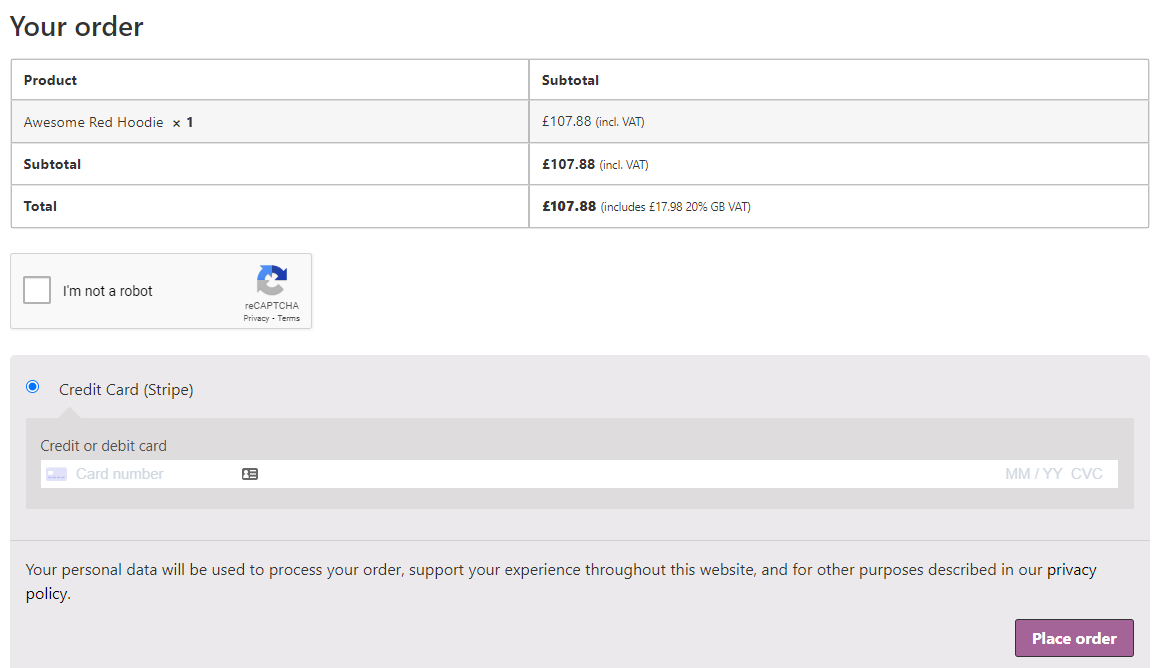 Your order
Product Subtotal
Awesome Red Hoodie × 1 £107.88 (incl. VAT)
Subtotal £107.88 (incl. VAT)
Total £107.88 (includes £17.98 20% GB VAT)
I'm not a robot
reCAPTCHA
Privacy - Terms
Credit Card (Stripe)
Credit or debit card
Card number MM / YY CVC
Your personal data will be used to process your order, support your experience throughout this website, and for other purposes described in our privacy
policy.
Place order